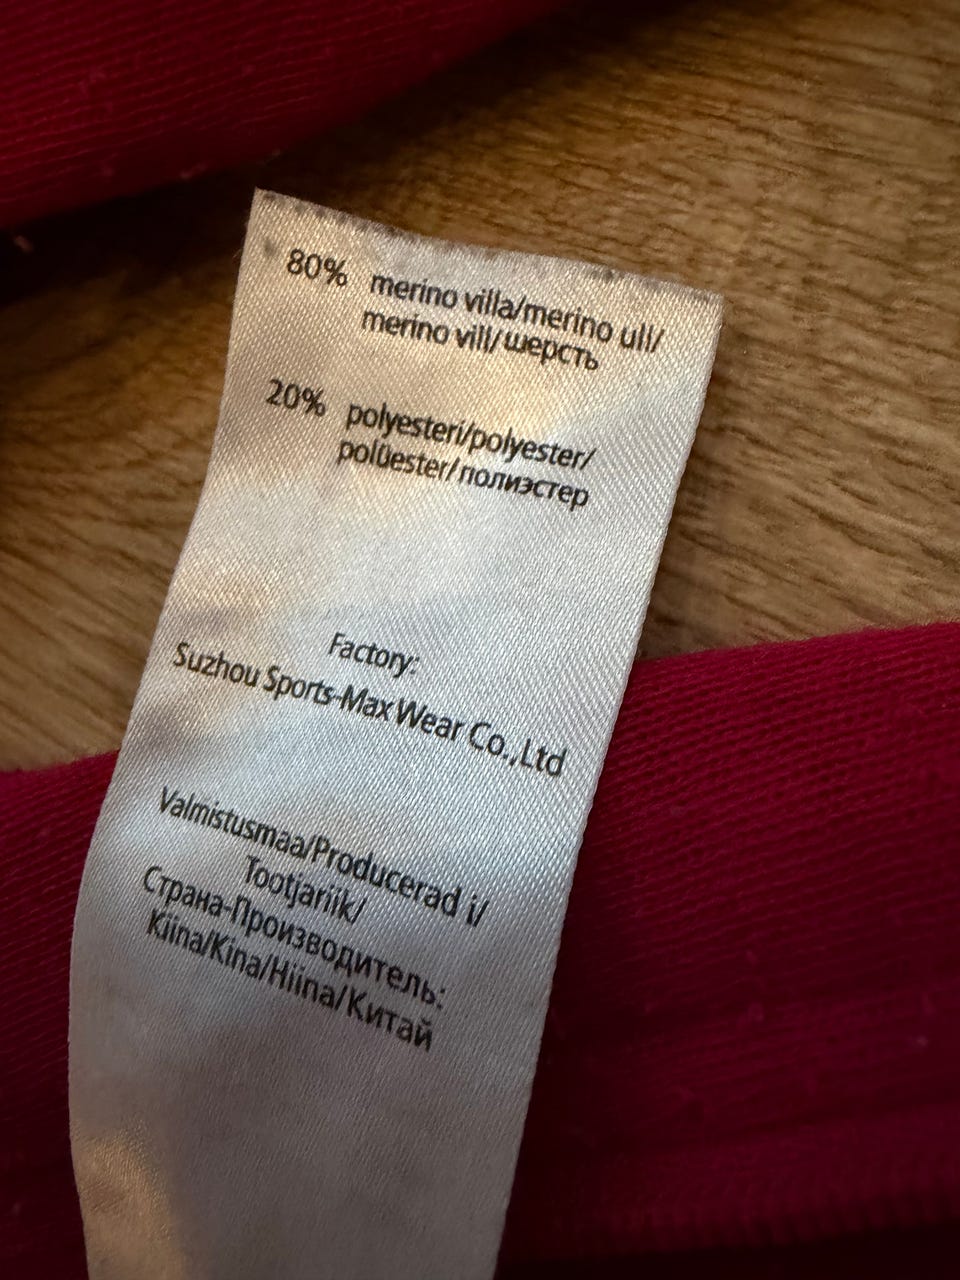 80% merino villa/merino ull/
merino vill/шерсть
20% polyesteri/polyester/
polüester/полиэстер
Factory:
Suzhou Sports-Max Wear Co.,Ltd
Valmistusmaa/Producerad i/
Tootjariik/
Страна-Производитель:
Kiina/Kina/Hiina/Китай